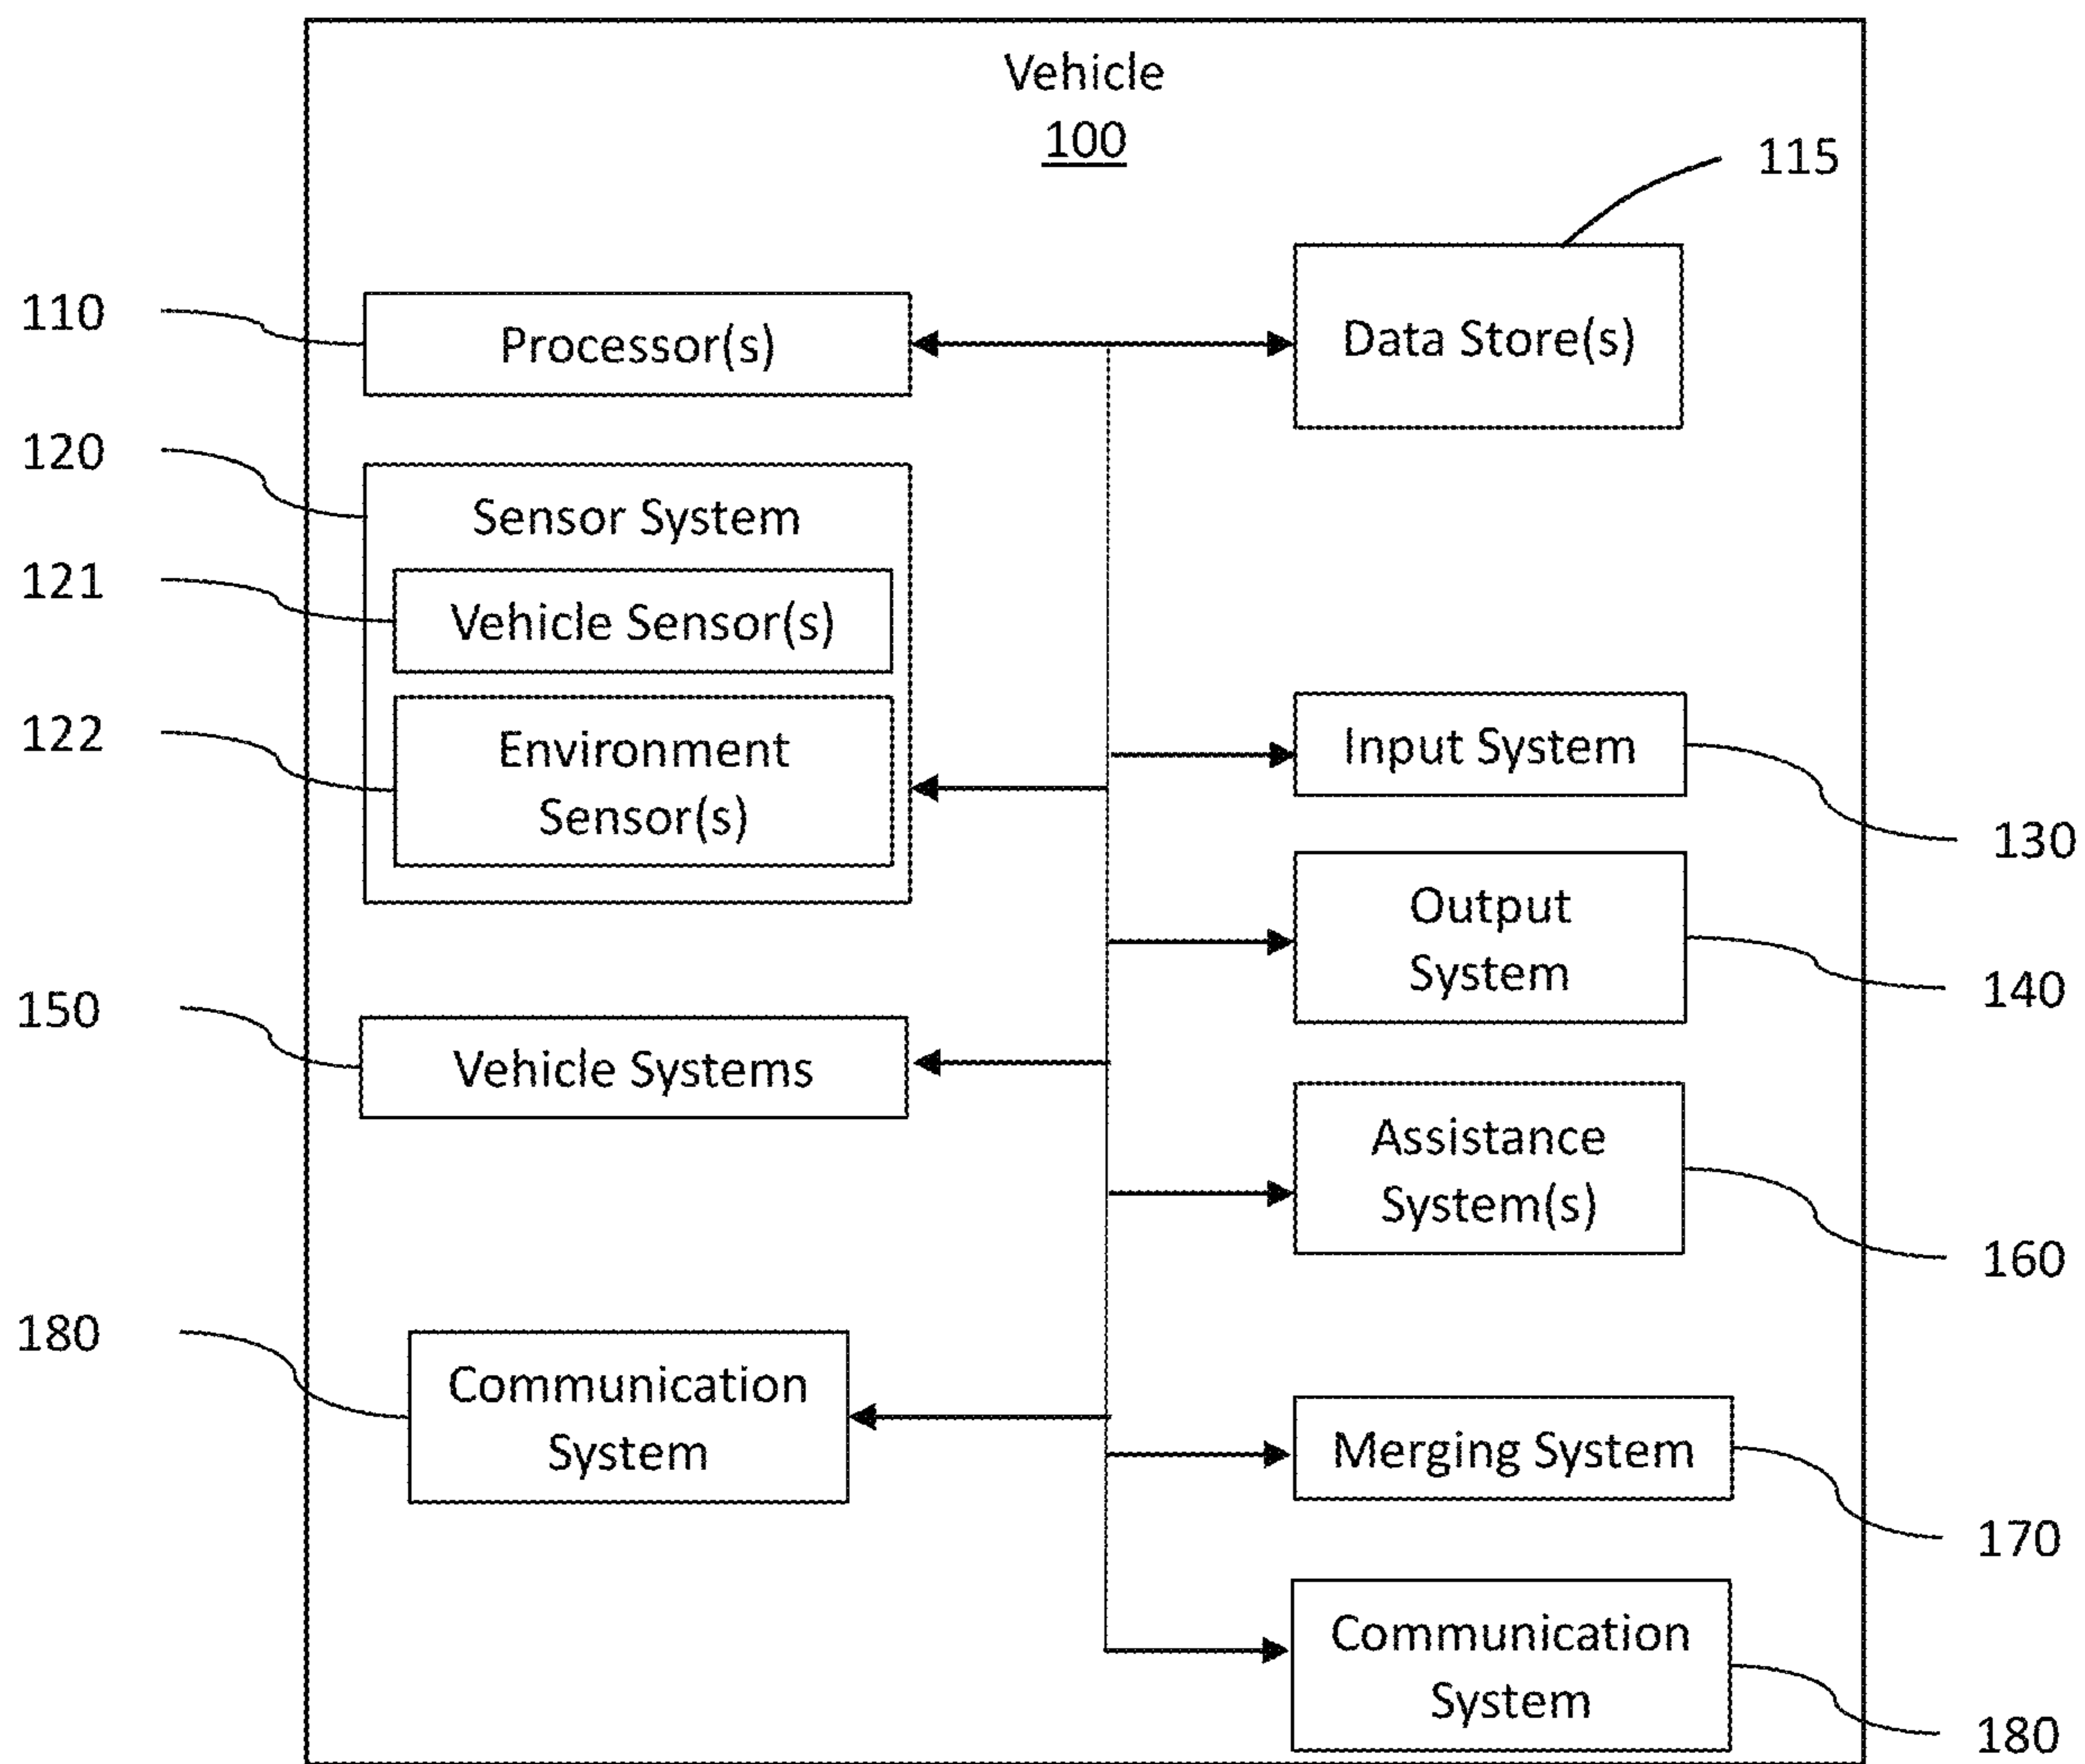 Vehicle
100
115
110
Processor(s)
Data Store(s)
120
Sensor System
121
Vehicle Sensor(s)
122
Environment
Sensor(s)
Input System
130
Output
System
140
150
Vehicle Systems
Assistance
System(s)
160
180
Communication
System
Merging System
170
Communication
System
180